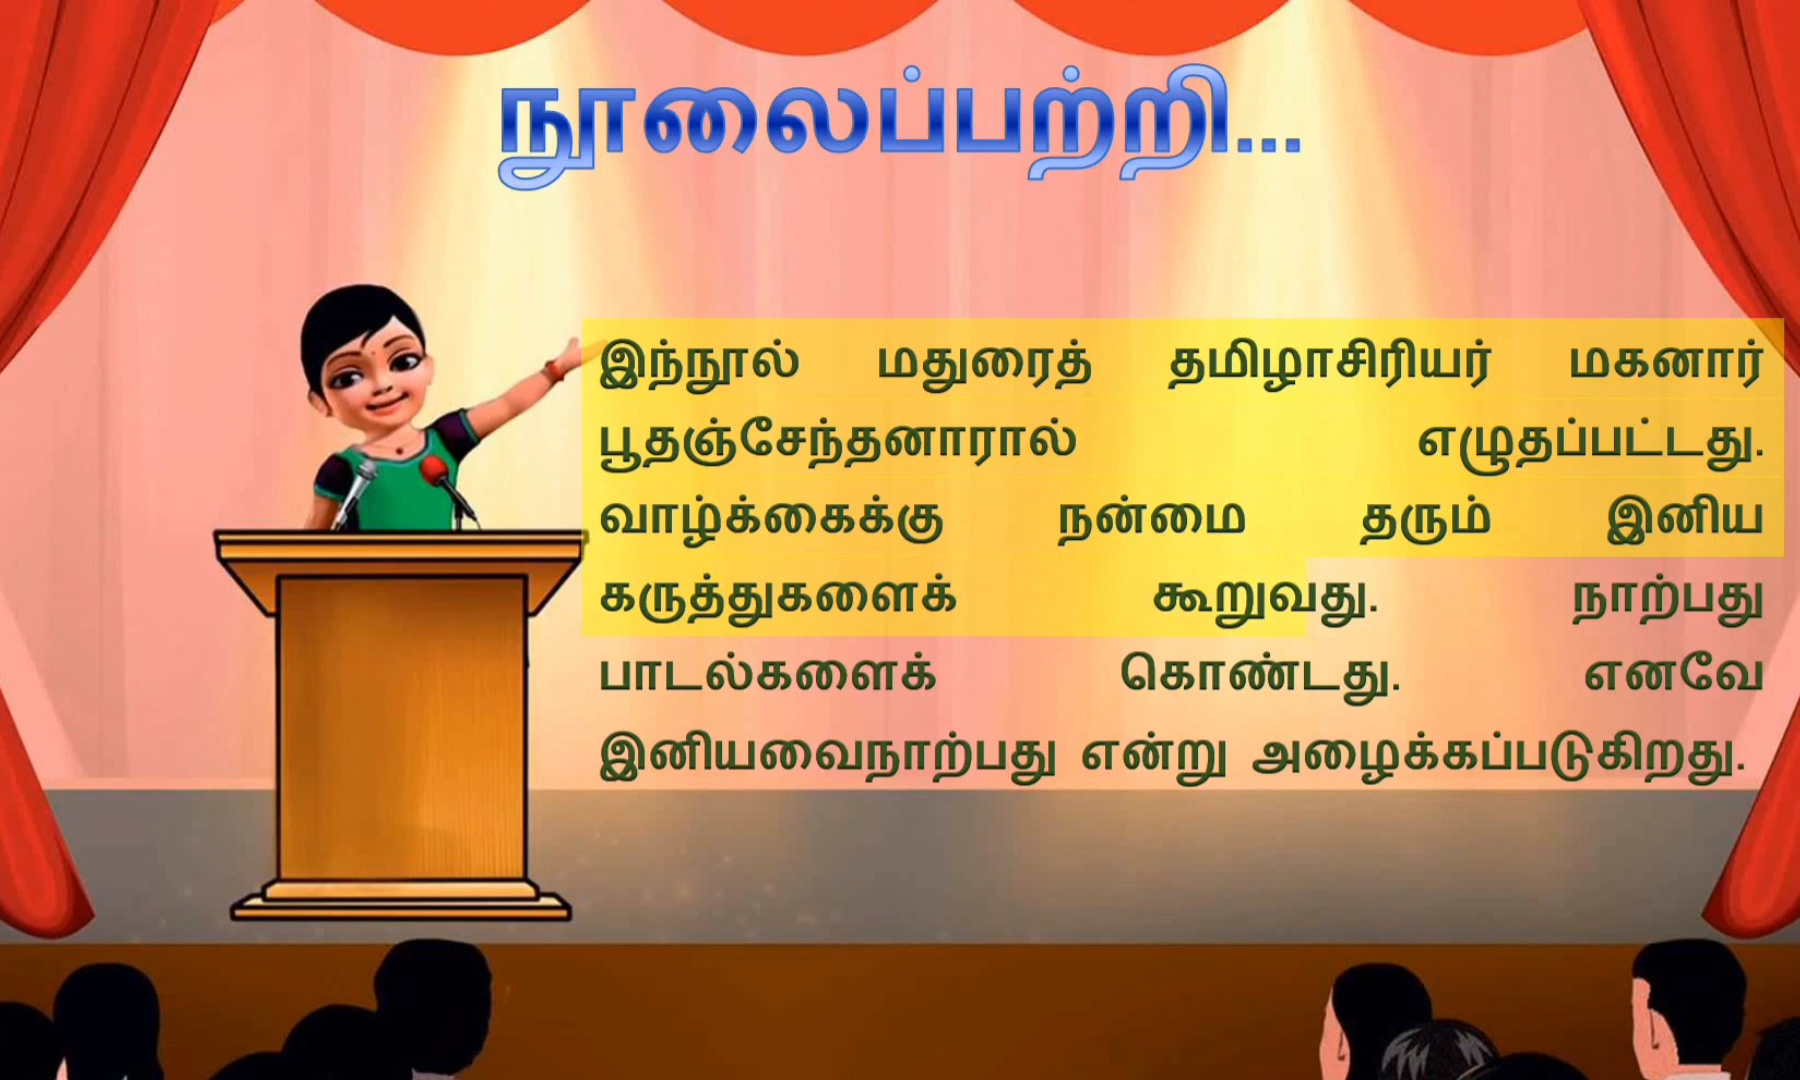 நூலைப்பற்றி...
இந்நூல் மதுரைத் தமிழாசிரியர் மகனார்
பூதஞ்சேந்தனாரால் எழுதப்பட்டது.
வாழ்க்கைக்கு நன்மை தரும் இனிய
கருத்துகளைக் கூறுவது. நாற்பது
பாடல்களைக் கொண்டது. எனவே
இனியவைநாற்பது என்று அழைக்கப்படுகிறது.